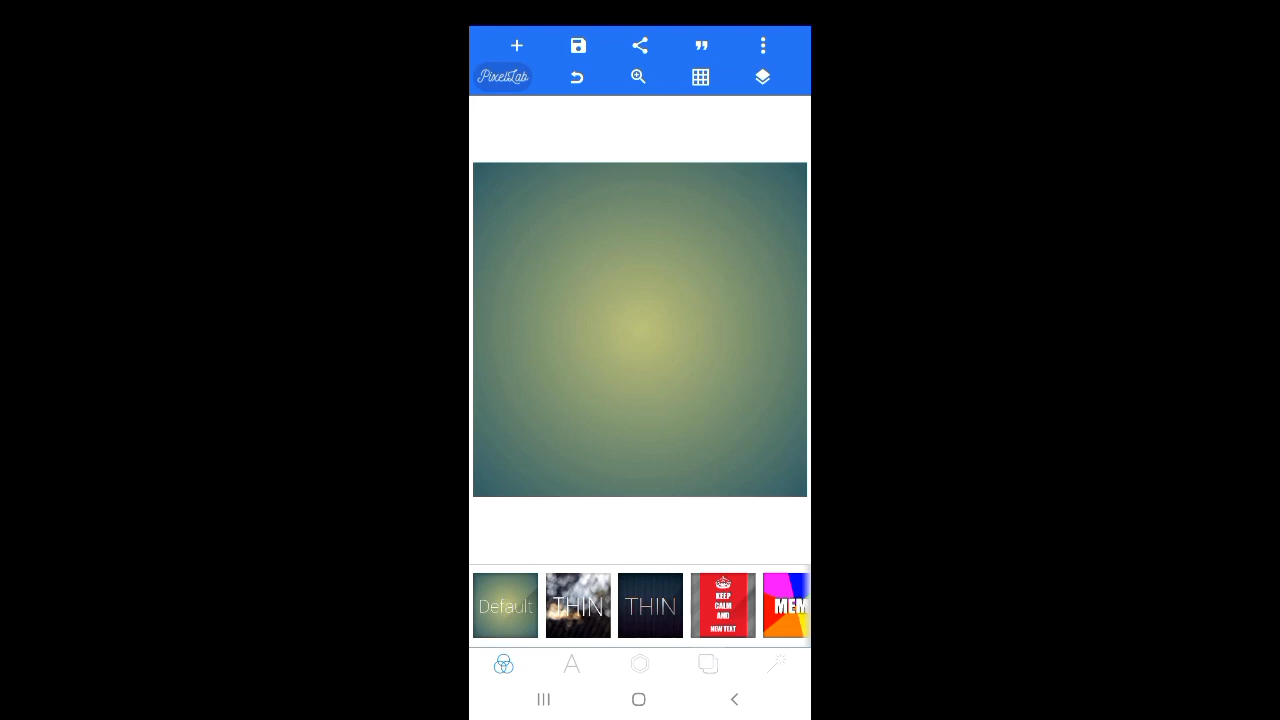 PixelLab
Default
THIN
THIN
KEEP
CALM
AND
NEW TEXT
MEM